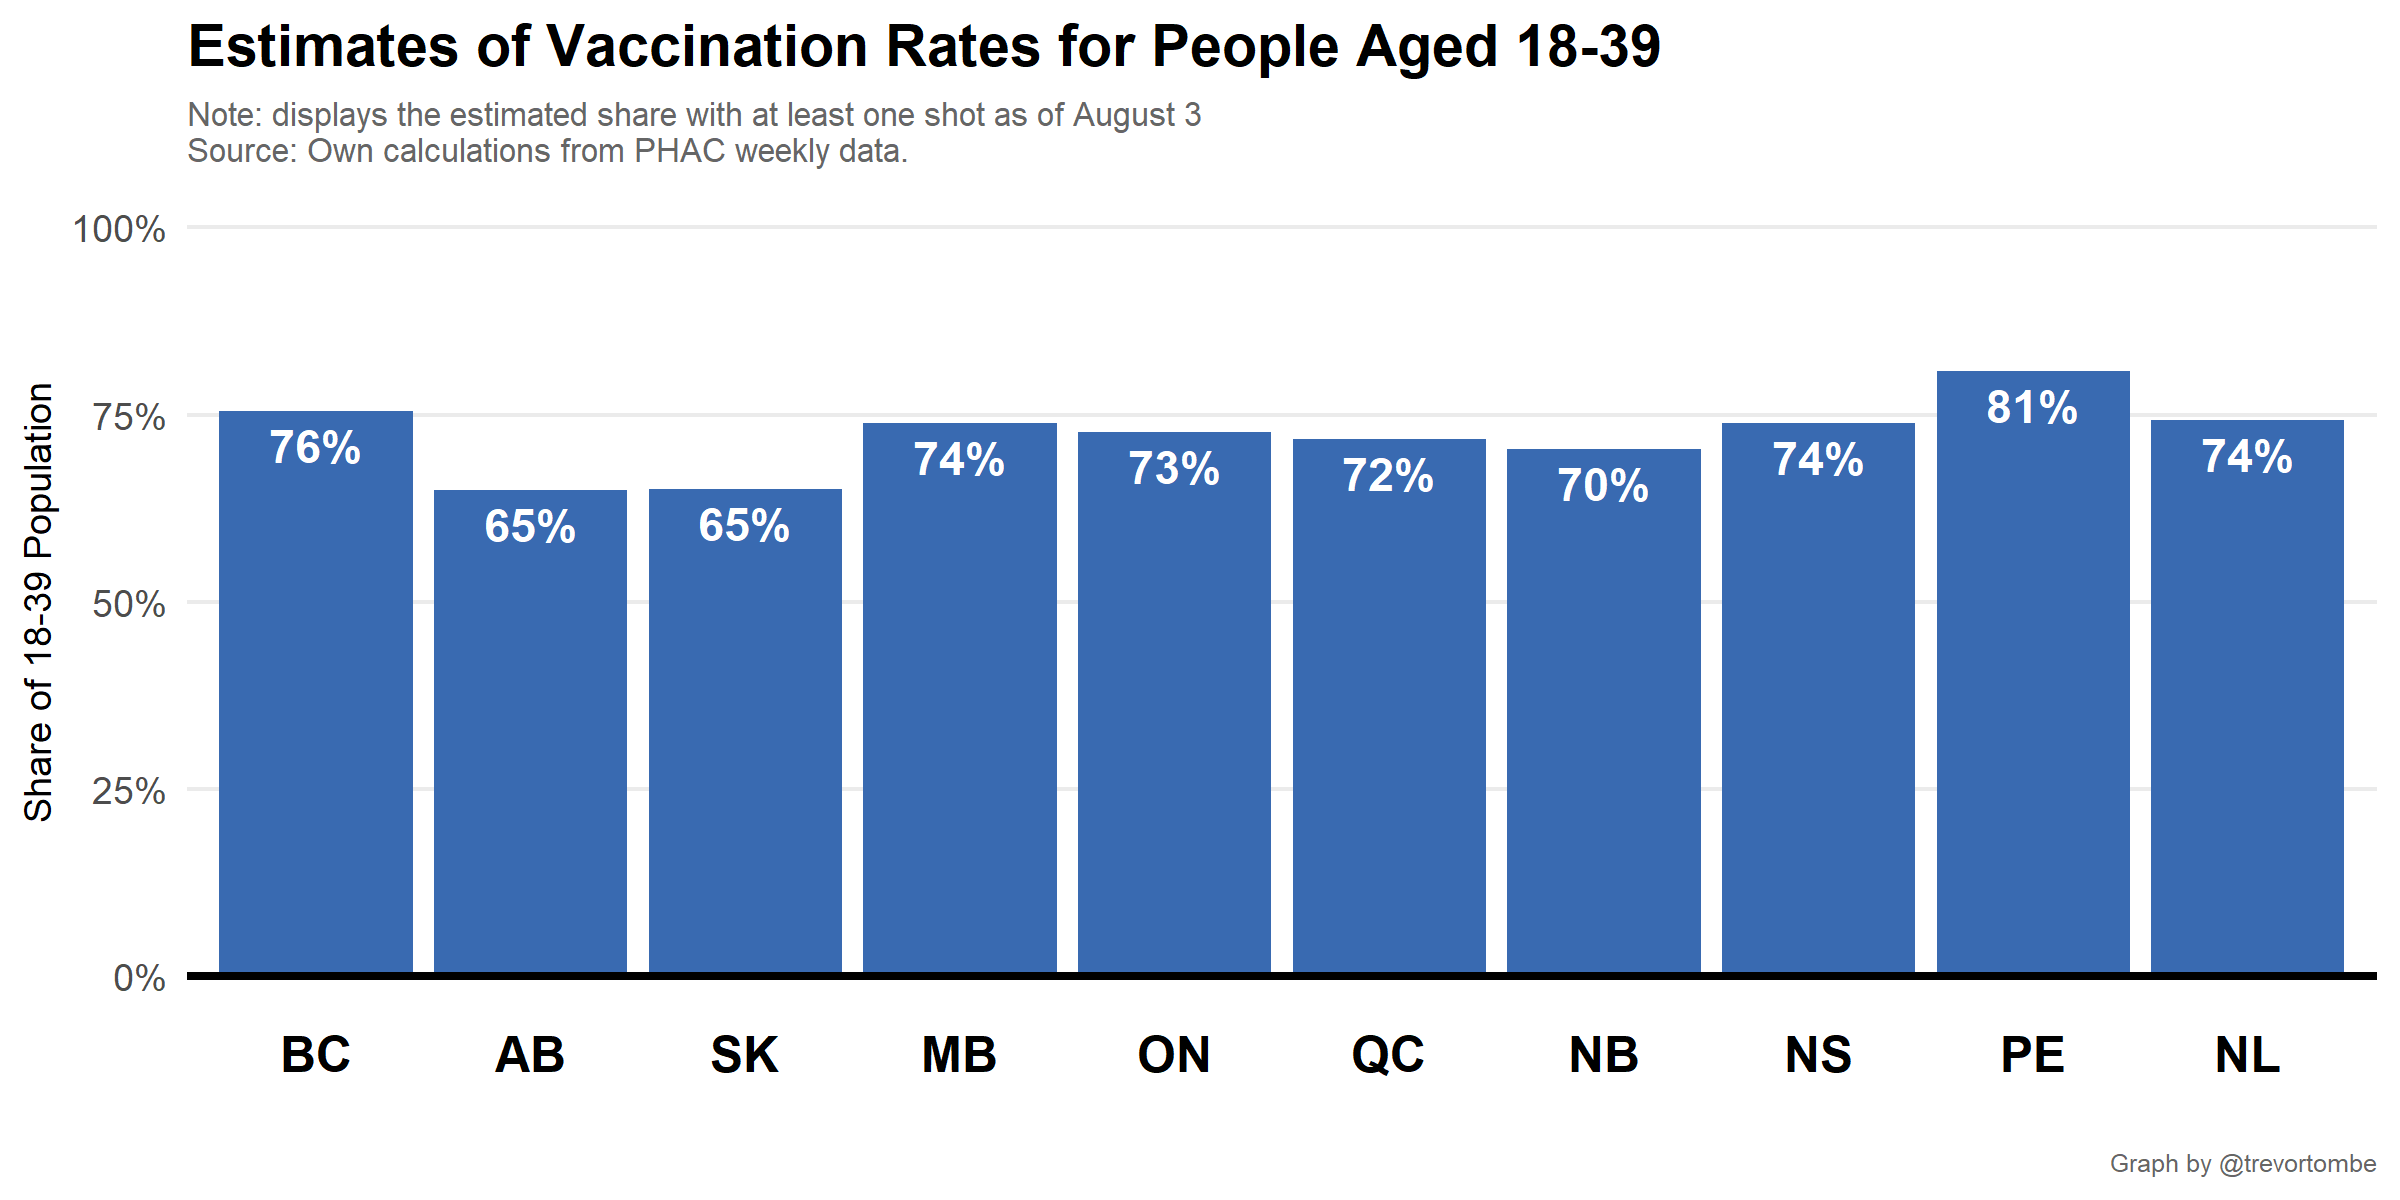 Estimates of Vaccination Rates for People Aged 18-39
Note: displays the estimated share with at least one shot as of August 3
Source: Own calculations from PHAC weekly data.
Share of 18-39 Population
100%
75%
50%
25%
0%
76%
65%
65%
74%
73%
72%
70%
74%
81%
74%
BC
AB
SK
MB
ON
QC
NB
NS
PE
NL
Graph by @trevortombe